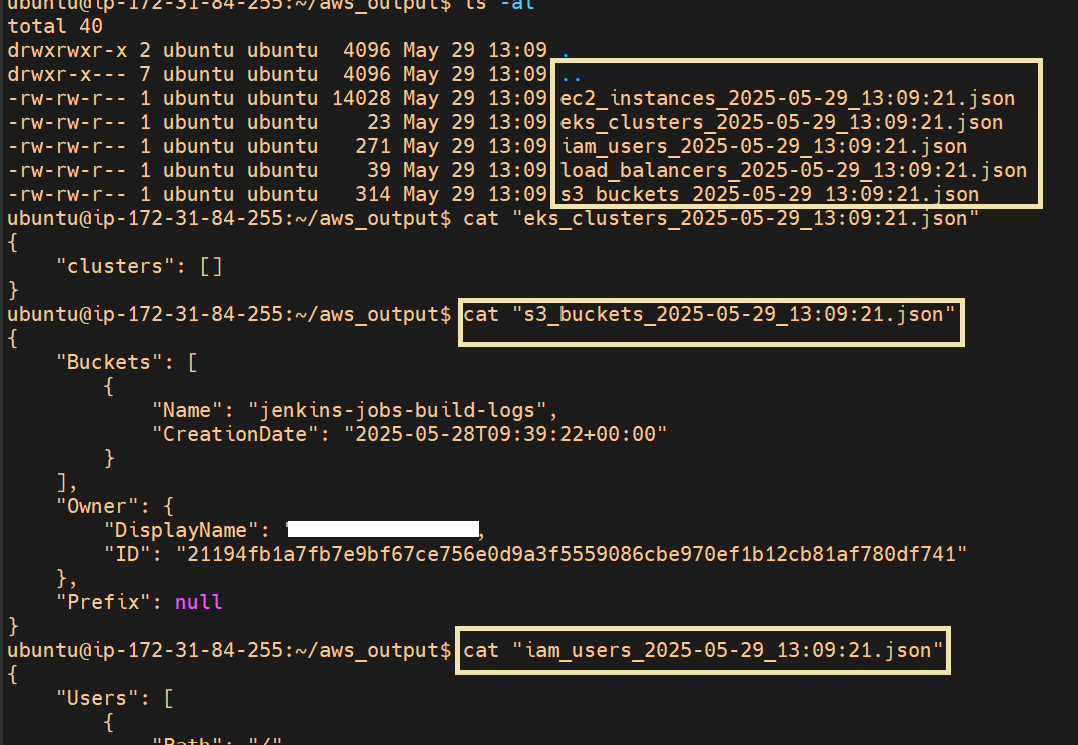 ubuntu@ip-172-31-84-255:~/aws_output$ ls -al
total 40
drwxrwxr-x 2 ubuntu ubuntu  4096 May 29 13:09 .
drwxr-x--- 7 ubuntu ubuntu  4096 May 29 13:09 ..
-rw-rw-r-- 1 ubuntu ubuntu 14028 May 29 13:09 ec2_instances_2025-05-29_13:09:21.json
-rw-rw-r-- 1 ubuntu ubuntu    23 May 29 13:09 eks_clusters_2025-05-29_13:09:21.json
-rw-rw-r-- 1 ubuntu ubuntu   271 May 29 13:09 iam_users_2025-05-29_13:09:21.json
-rw-rw-r-- 1 ubuntu ubuntu    39 May 29 13:09 load_balancers_2025-05-29_13:09:21.json
-rw-rw-r-- 1 ubuntu ubuntu   314 May 29 13:09 s3_buckets_2025-05-29_13:09:21.json
ubuntu@ip-172-31-84-255:~/aws_output$ cat "eks_clusters_2025-05-29_13:09:21.json"
{
    "clusters": []
}
ubuntu@ip-172-31-84-255:~/aws_output$ cat "s3_buckets_2025-05-29_13:09:21.json"
{
    "Buckets": [
        {
            "Name": "jenkins-jobs-build-logs",
            "CreationDate": "2025-05-28T09:39:22+00:00"
        }
    ],
    "Owner": {
        "DisplayName": ",
        "ID": "21194fb1a7fb7e9bf67ce756e0d9a3f5559086cbe970ef1b12cb81af780df741"
    },
    "Prefix": null
}
ubuntu@ip-172-31-84-255:~/aws_output$ cat "iam_users_2025-05-29_13:09:21.json"
{
    "Users": [
        {
            "Path": "/"